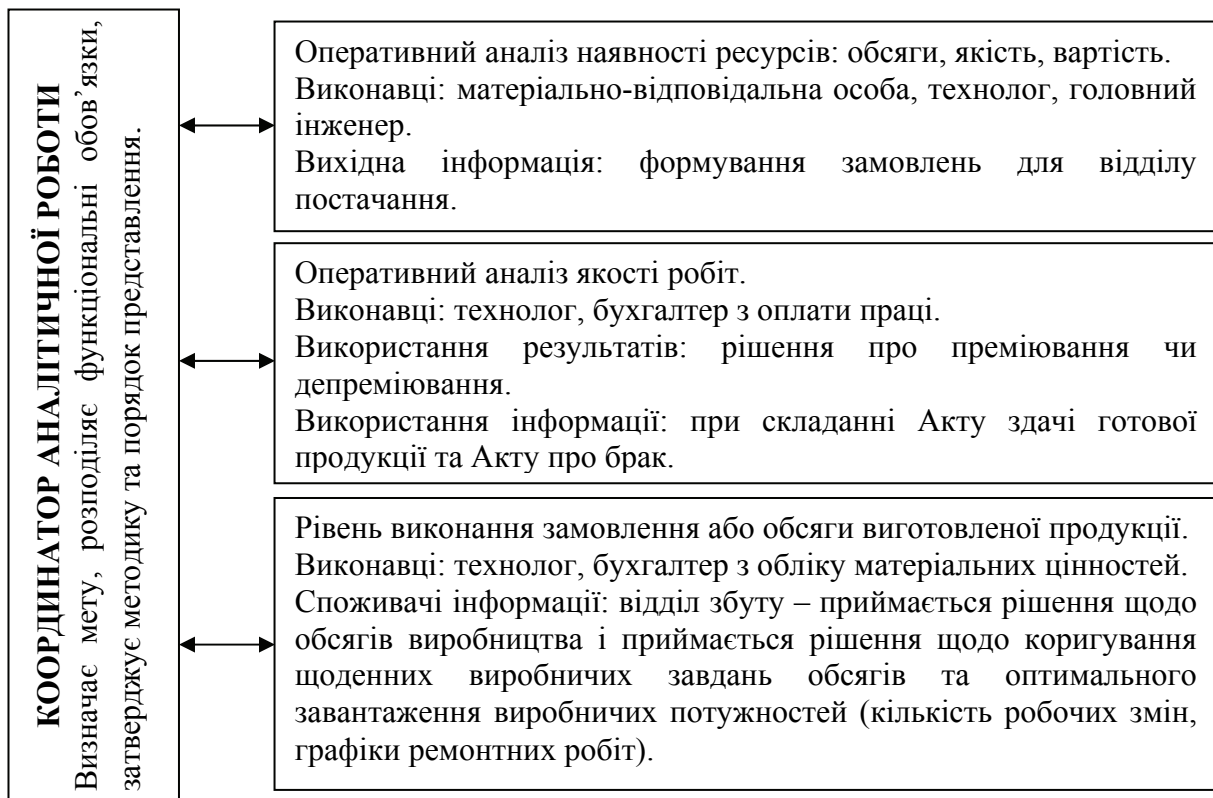 КООРДИНАТОР АНАЛІТИЧНОЇ РОБОТИ
Визначає мету, розподіляє функціональні обов’язки,
затверджує методику та порядок представлення.
Оперативний аналіз наявності ресурсів: обсяги, якість, вартість.
Виконавці: матеріально-відповідальна особа, технолог, головний
інженер.
Вихідна інформація: формування замовлень для відділу
постачання.
Оперативний аналіз якості робіт.
Виконавці: технолог, бухгалтер з оплати праці.
Використання результатів: рішення про преміювання чи
депреміювання.
Використання інформації: при складанні Акту здачі готової
продукції та Акту про брак.
Рівень виконання замовлення або обсяги виготовленої продукції.
Виконавці: технолог, бухгалтер з обліку матеріальних цінностей.
Споживачі інформації: відділ збуту – приймається рішення щодо
обсягів виробництва і приймається рішення щодо коригування
щоденних виробничих завдань обсягів та оптимального
завантаження виробничих потужностей (кількість робочих змін,
графіки ремонтних робіт).